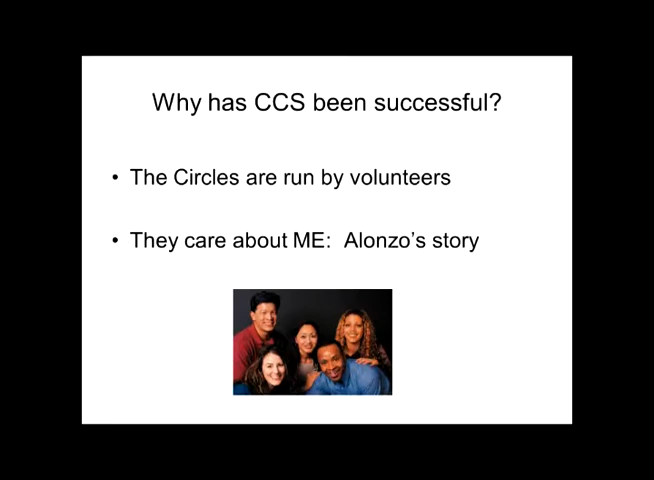 Why has CCS been successful?
• The Circles are run by volunteers
• They care about ME: Alonzo’s story